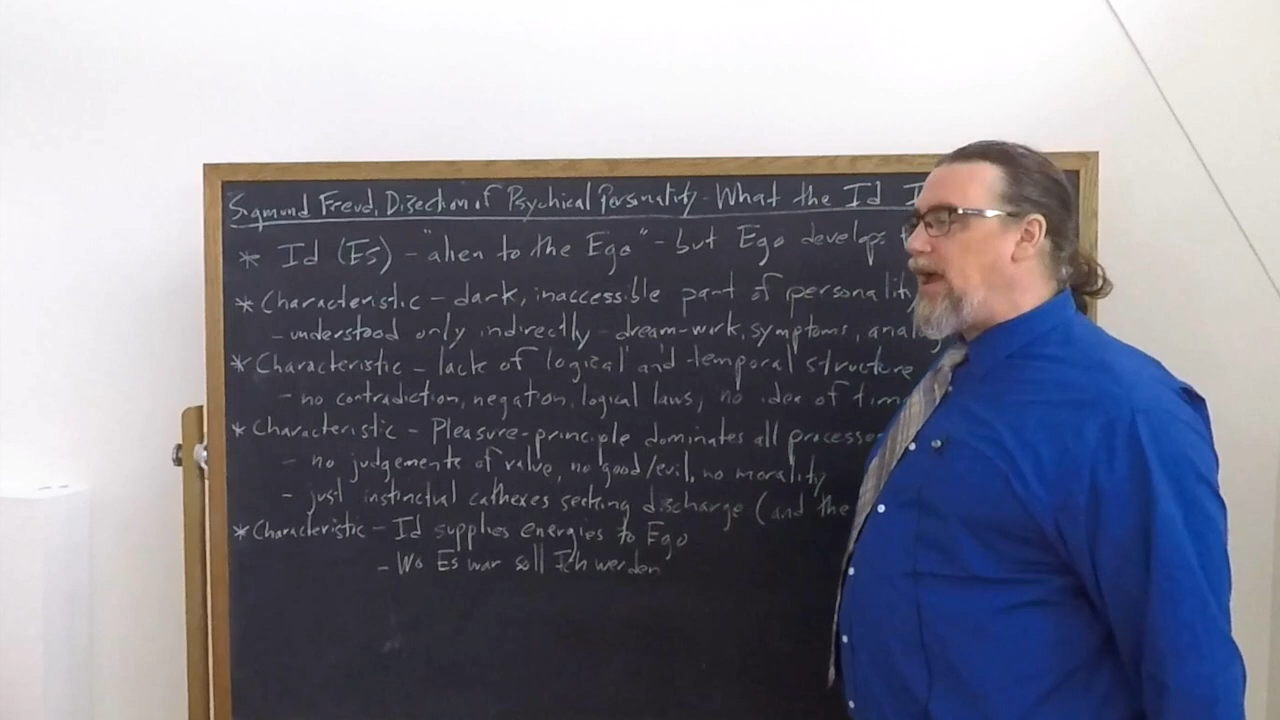 Sigmund Freud, Disection of Psychical Personality - What the Id I
* Id (Es) - "alien to the Ego" - but Ego develops
* Characteristic - dark, inaccessible part of personality
- understood only indirectly - dream-work, symptoms, analog
* Characteristic - lack of logical and temporal structure
- no contradiction, negation, logical laws, no idea of time
* Characteristic - Pleasure-principle dominates all processes
- no judgements of value, no good/evil, no morality
- just instinctual cathexes seeking discharge (and the
* Characteristic - Id supplies energies to Ego
- Wo Es war soll Ich werden